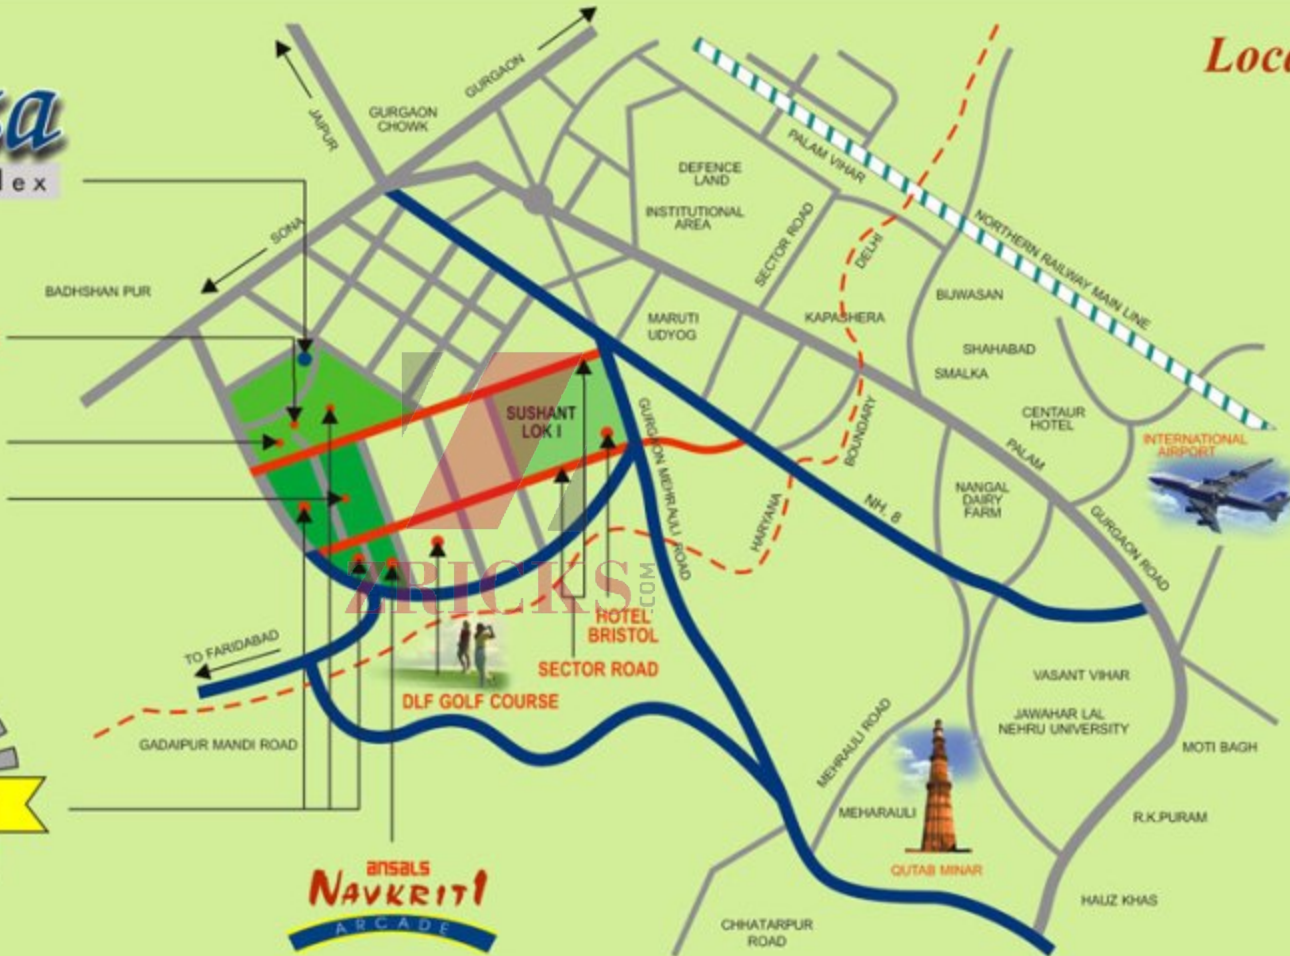 Loca
sa
lex
JAIPUR
GURGAON
CHOWK
GURGAON
SONA
BADHSHAN PUR
DEFENCE
LAND
INSTITUTIONAL
AREA
SECTOR ROAD
PALAM VIHAR
DELHI
NORTHERN RAILWAY MAIN LINE
BIJWASAN
KAPASHERA
MARUTI
UDYOG
SHAHABAD
SMALKA
CENTAUR
HOTEL
INTERNATIONAL
AIRPORT
SUSHANT
LOK I
GURGAON MEHRAULI ROAD
BOUNDARY
HARYANA
NH. 8
PALAM
GURGAON ROAD
NANGAL
DAIRY
FARM
ZRICKS.COM
HOTEL
BRISTOL
SECTOR ROAD
DLF GOLF COURSE
TO FARIDABAD
GADAIPUR MANDI ROAD
VASANT VIHAR
JAWAHAR LAL
NEHRU UNIVERSITY
MOTI BAGH
MEHRAULI ROAD
MEHARAULI
R.K.PURAM
QUTAB MINAR
HAUZ KHAS
CHHATARPUR
ROAD
ansals
NAVKRITI
ARCADE